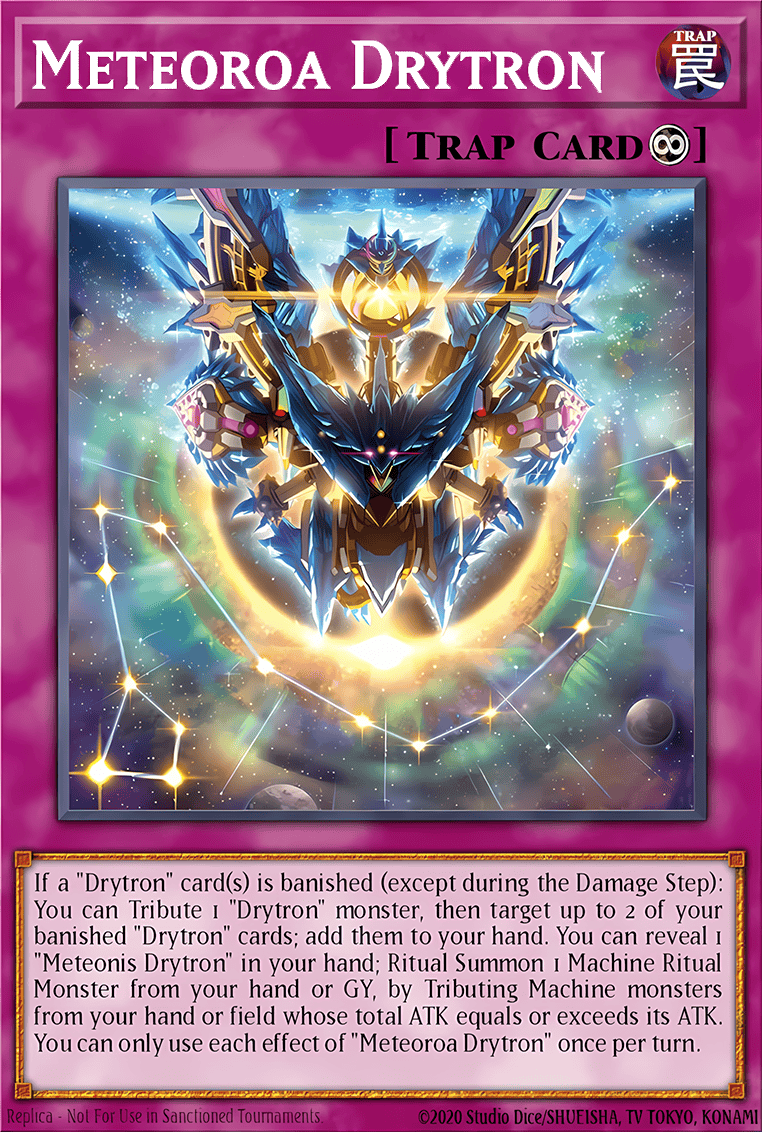 METEOROA DRYTRON
TRAP
罠
[TRAP CARD∞]
If a "Drytron" card(s) is banished (except during the Damage Step):
You can Tribute 1 "Drytron" monster, then target up to 2 of your
banished "Drytron" cards; add them to your hand. You can reveal 1
"Meteonis Drytron" in your hand; Ritual Summon 1 Machine Ritual
Monster from your hand or GY, by Tributing Machine monsters
from your hand or field whose total ATK equals or exceeds its ATK.
You can only use each effect of "Meteoroa Drytron" once per turn.
Replica - Not For Use in Sanctioned Tournaments.
©2020 Studio Dice/SHUEISHA, TV TOKYO, KONAMI